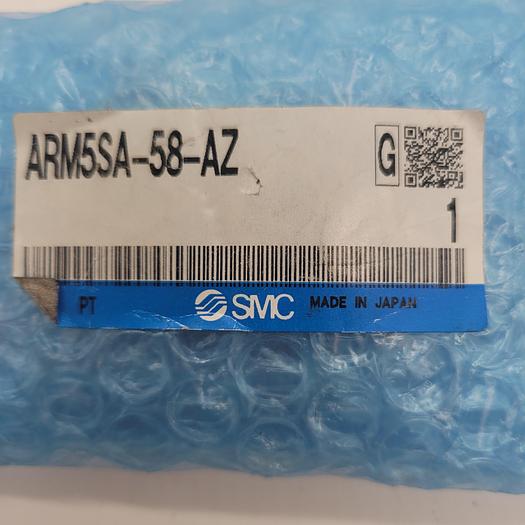 ARM5SA-58-AZ
G
1
PT SMC MADE IN JAPAN